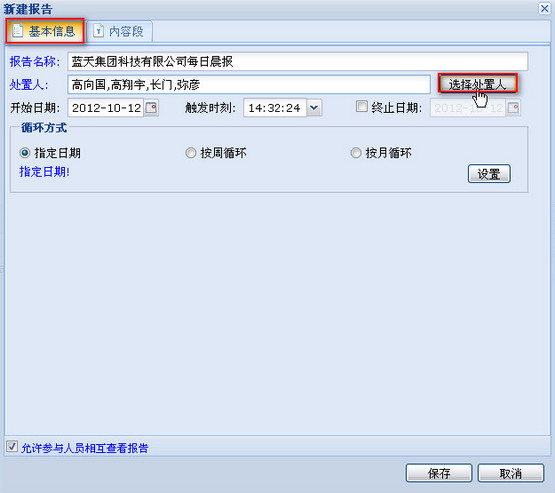 新建报告
基本信息 内容段
报告名称: 蓝天集团科技有限公司每日晨报
处置人: 高向国,高翔宇,长门,弥彦 选择处置人
开始日期: 2012-10-12 触发时刻: 14:32:24 终止日期: 2012-10-12
循环方式
指定日期 按周循环 按月循环
指定日期! 设置
允许参与人员相互查看报告
保存 取消